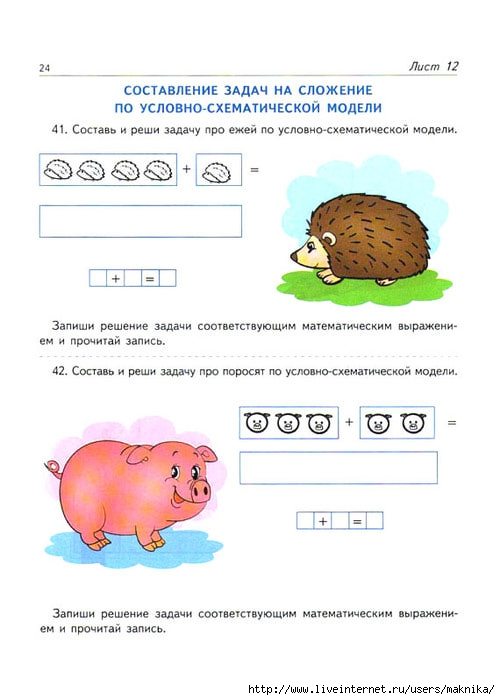 24
Лист 12
СОСТАВЛЕНИЕ ЗАДАЧ НА СЛОЖЕНИЕ
ПО УСЛОВНО-СХЕМАТИЧЕСКОЙ МОДЕЛИ
41. Составь и реши задачу про ежей по условно-схематической модели.
+ =
+ =
Запиши решение задачи соответствующим математическим выражени-
ем и прочитай запись.
42. Составь и реши задачу про поросят по условно-схематической модели.
+ =
+ =
Запиши решение задачи соответствующим математическим выражени-
ем и прочитай запись.
http://www.liveinternet.ru/users/maknika/